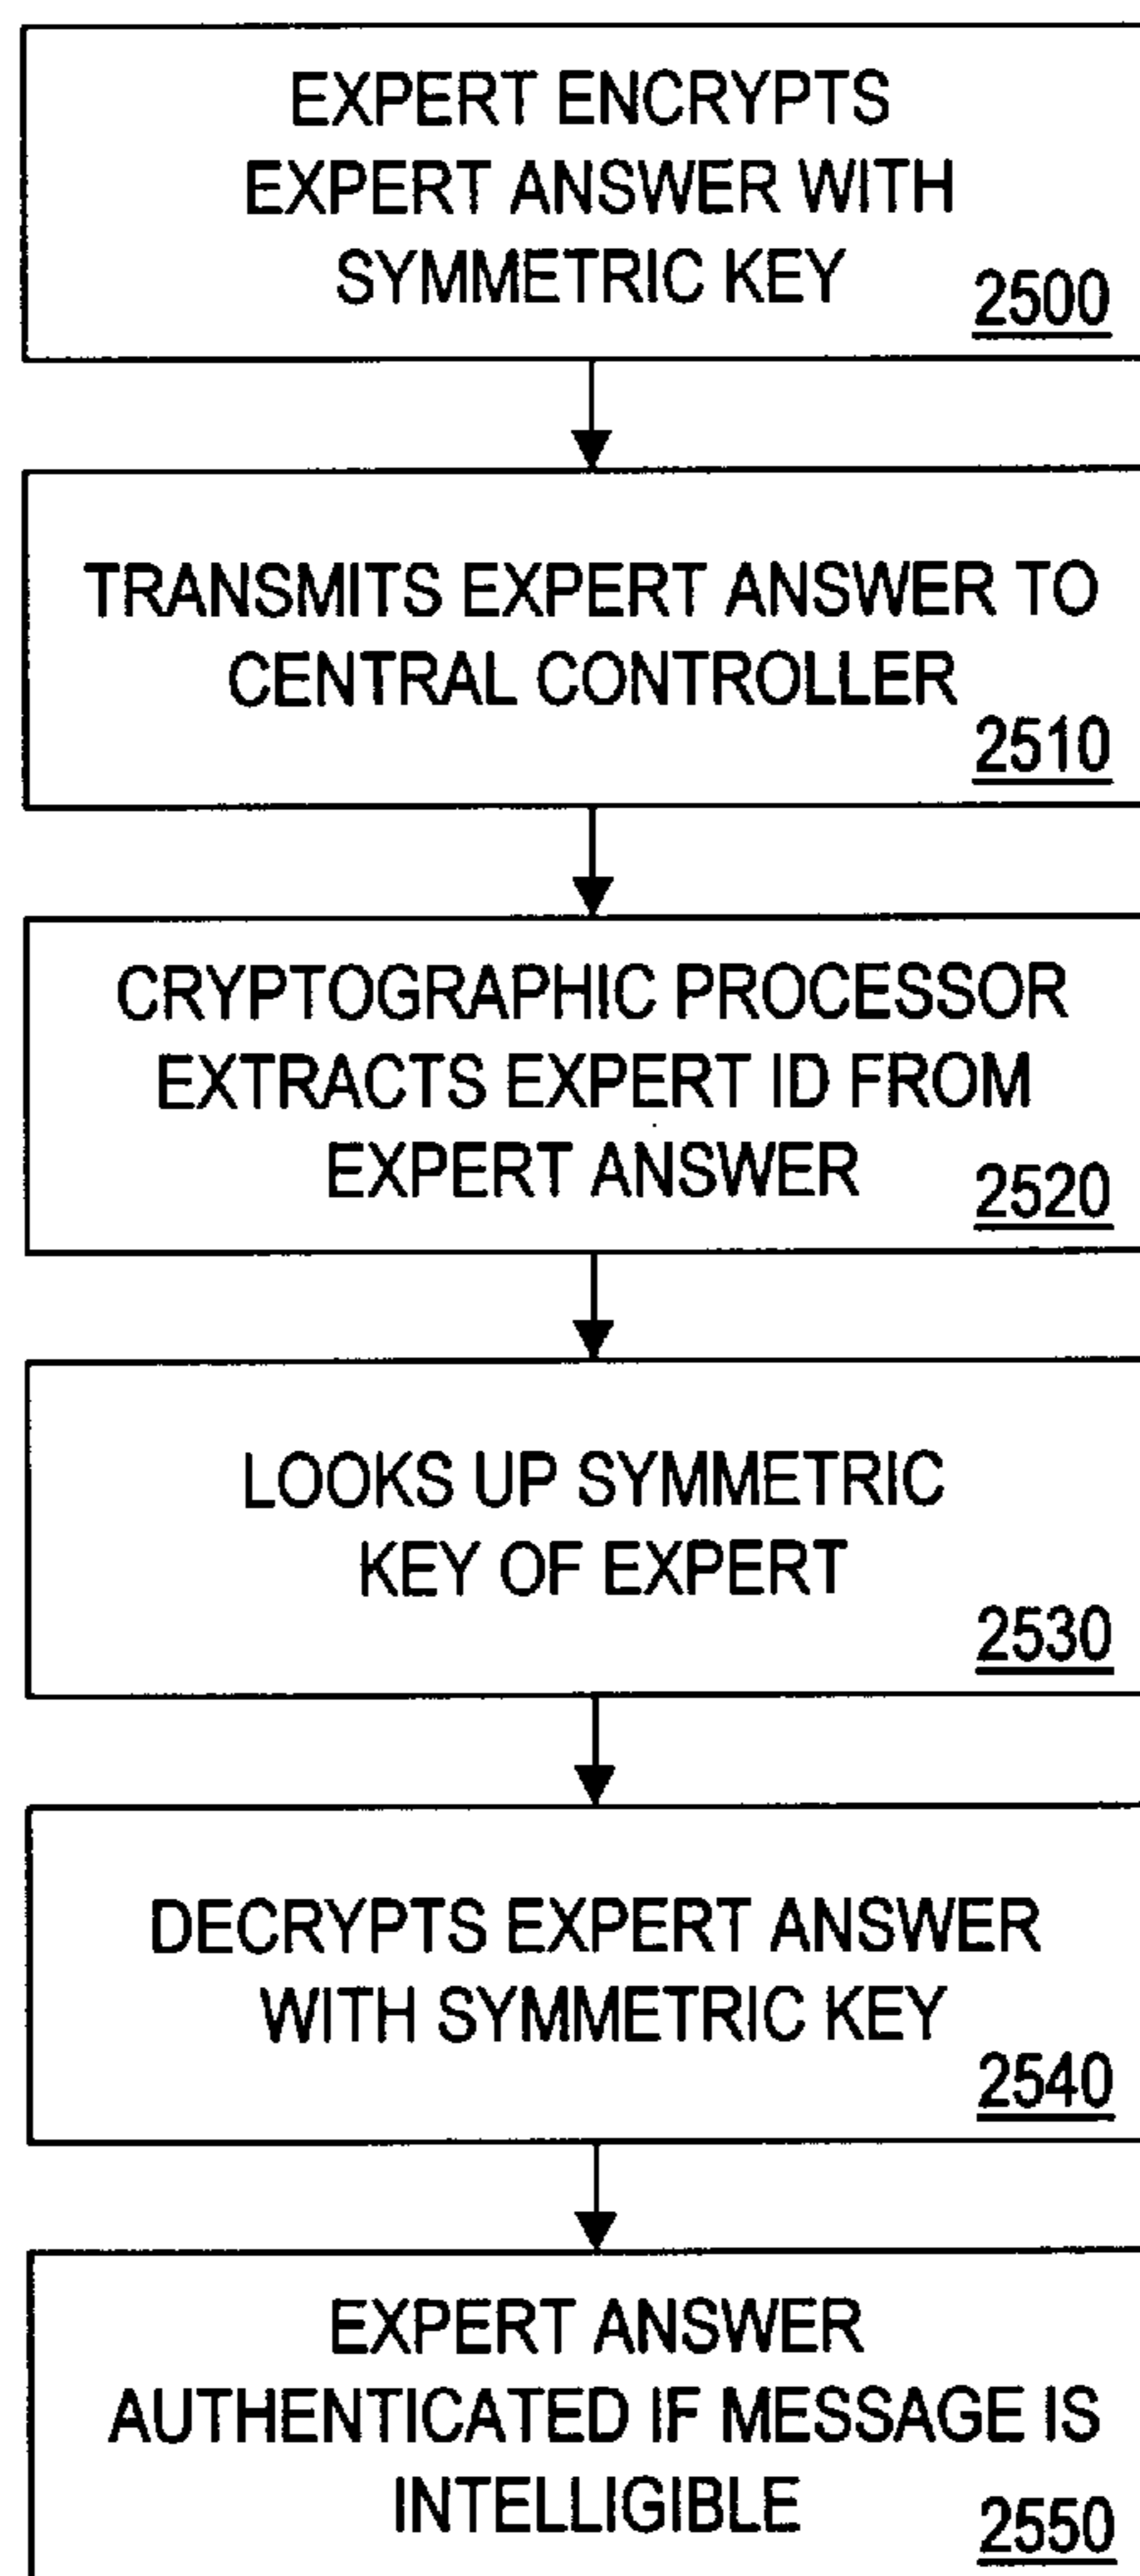 EXPERT ENCRYPTS
EXPERT ANSWER WITH
SYMMETRIC KEY
2500
TRANSMITS EXPERT ANSWER TO
CENTRAL CONTROLLER
2510
CRYPTOGRAPHIC PROCESSOR
EXTRACTS EXPERT ID FROM
EXPERT ANSWER
2520
LOOKS UP SYMMETRIC
KEY OF EXPERT
2530
DECRYPTS EXPERT ANSWER
WITH SYMMETRIC KEY
2540
EXPERT ANSWER
AUTHENTICATED IF MESSAGE IS
INTELLIGIBLE
2550